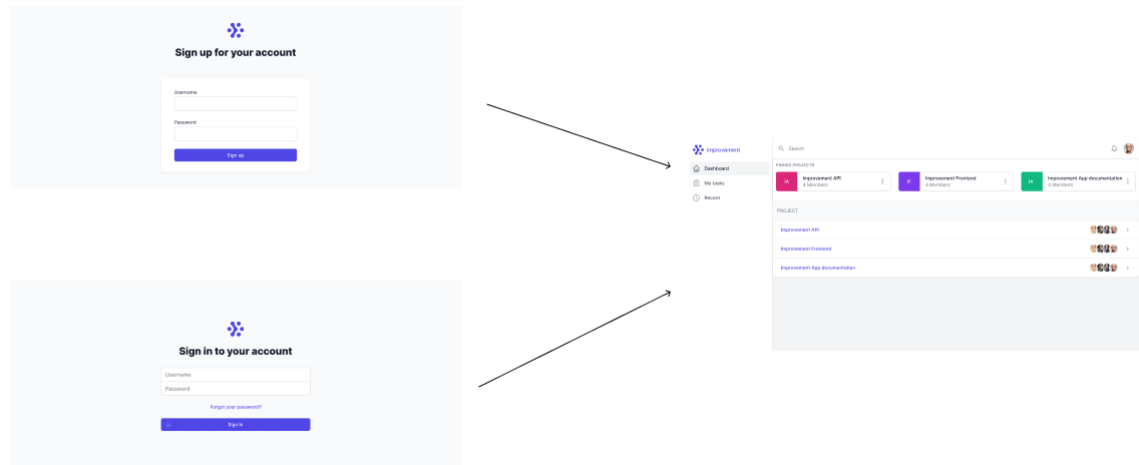 Sign up for your account
Username
Password
Sign up
Sign in to your account
Username
Password
Forgot your password?
Sign in
improvement
Dashboard
My tasks
Recent
Search
PINNED PROJECTS
IA
Improvement API
4 Members
IF
Improvement Frontend
4 Members
IA
Improvement App documentation
4 Members
PROJECT
Improvement API
Improvement Frontend
Improvement App documentation